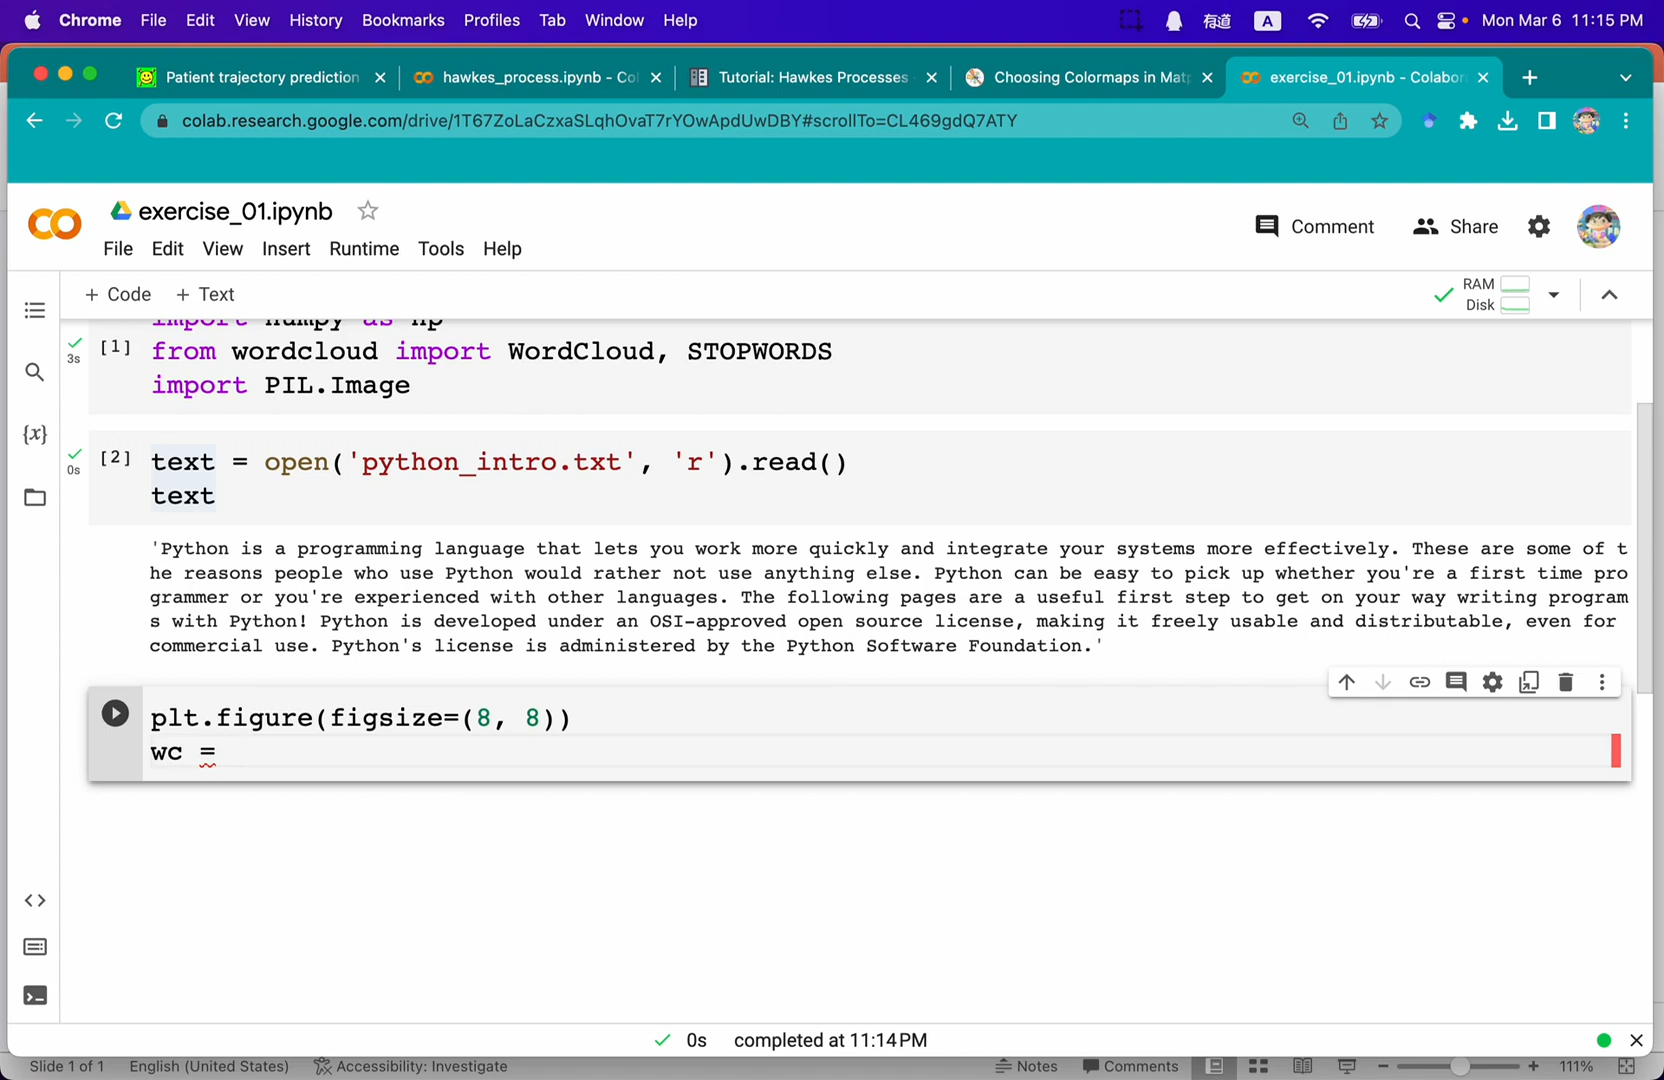 Chrome File Edit View History Bookmarks Profiles Tab Window Help 有道 A Mon Mar 6 11:15 PM
Patient trajectory prediction hawkes_process.ipynb - Co Tutorial: Hawkes Processes Choosing Colormaps in Mat exercise_01.ipynb - Colabor
colab.research.google.com/drive/1T67ZoLaCzxaSLqhOvaT7rYOwApdUwDBY#scrollTo=CL469gdQ7ATY
exercise_01.ipynb
Comment Share
File Edit View Insert Runtime Tools Help
+ Code + Text
RAM
Disk
import numpy as np
3s [1] from wordcloud import WordCloud, STOPWORDS
import PIL.Image
{x}
0s [2] text = open('python_intro.txt', 'r').read()
text
'Python is a programming language that lets you work more quickly and integrate your systems more effectively. These are some of t
he reasons people who use Python would rather not use anything else. Python can be easy to pick up whether you're a first time pro
grammer or you're experienced with other languages. The following pages are a useful first step to get on your way writing program
s with Python! Python is developed under an OSI-approved open source license, making it freely usable and distributable, even for
commercial use. Python's license is administered by the Python Software Foundation.'
plt.figure(figsize=(8, 8))
wc =
0s completed at 11:14 PM
Slide 1 of 1 English (United States) Accessibility: Investigate Notes Comments 111%